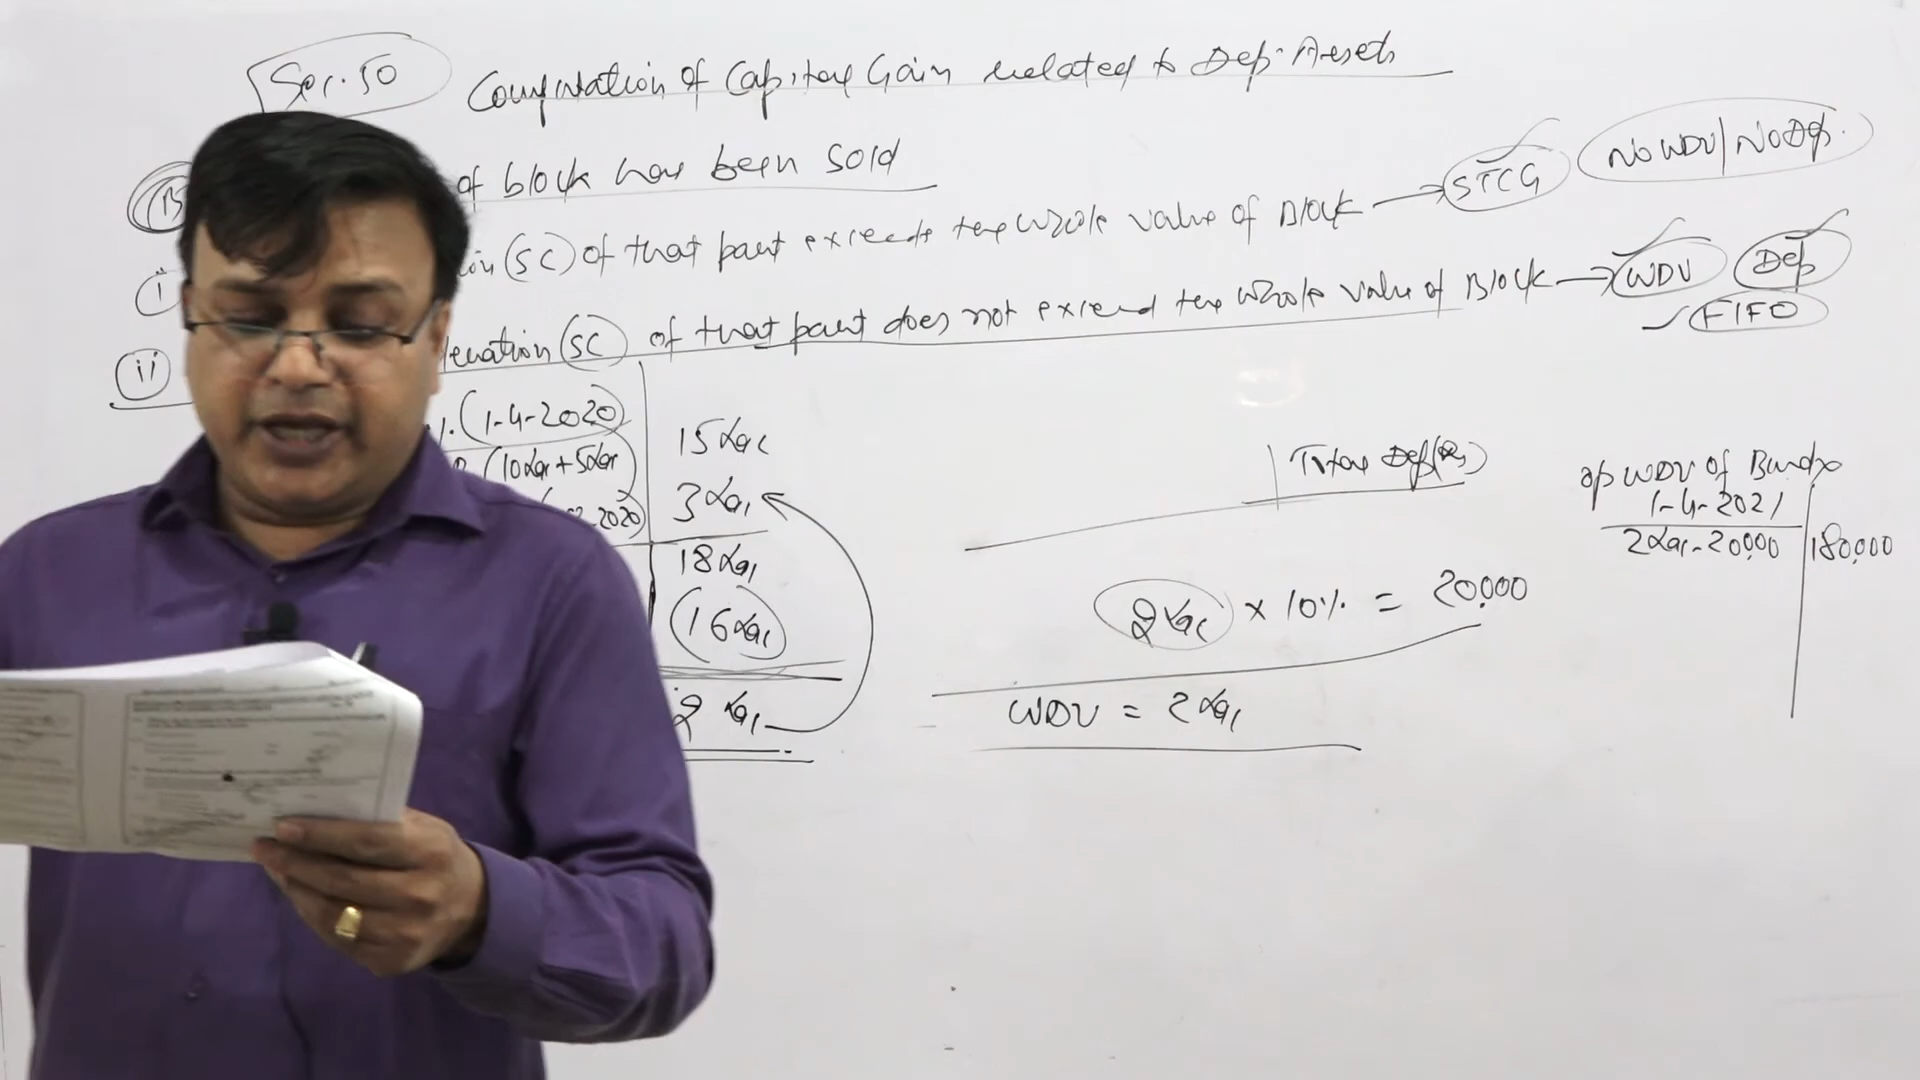 Sec. 50 Computation of Capital Gain related to Dep. Assets
(B) of block has been sold
(i) (SC) of that part exceeds the whole value of Block → STCG No WDV | No Dep.
(ii) (SC) of that part does not exceed the whole value of Block → WDV Dep
FIFO
(1-4-2020) 15 Lac
(10 Lac + 5 Lac)
2020) 3 Lac
18 Lac
16 Lac
2 Lac
Total Dep (Rs)
2 Lac x 10% = 20,000
WDV = 2 Lac
op WDV of
1-4-2021
2 Lac - 20,000 180,000